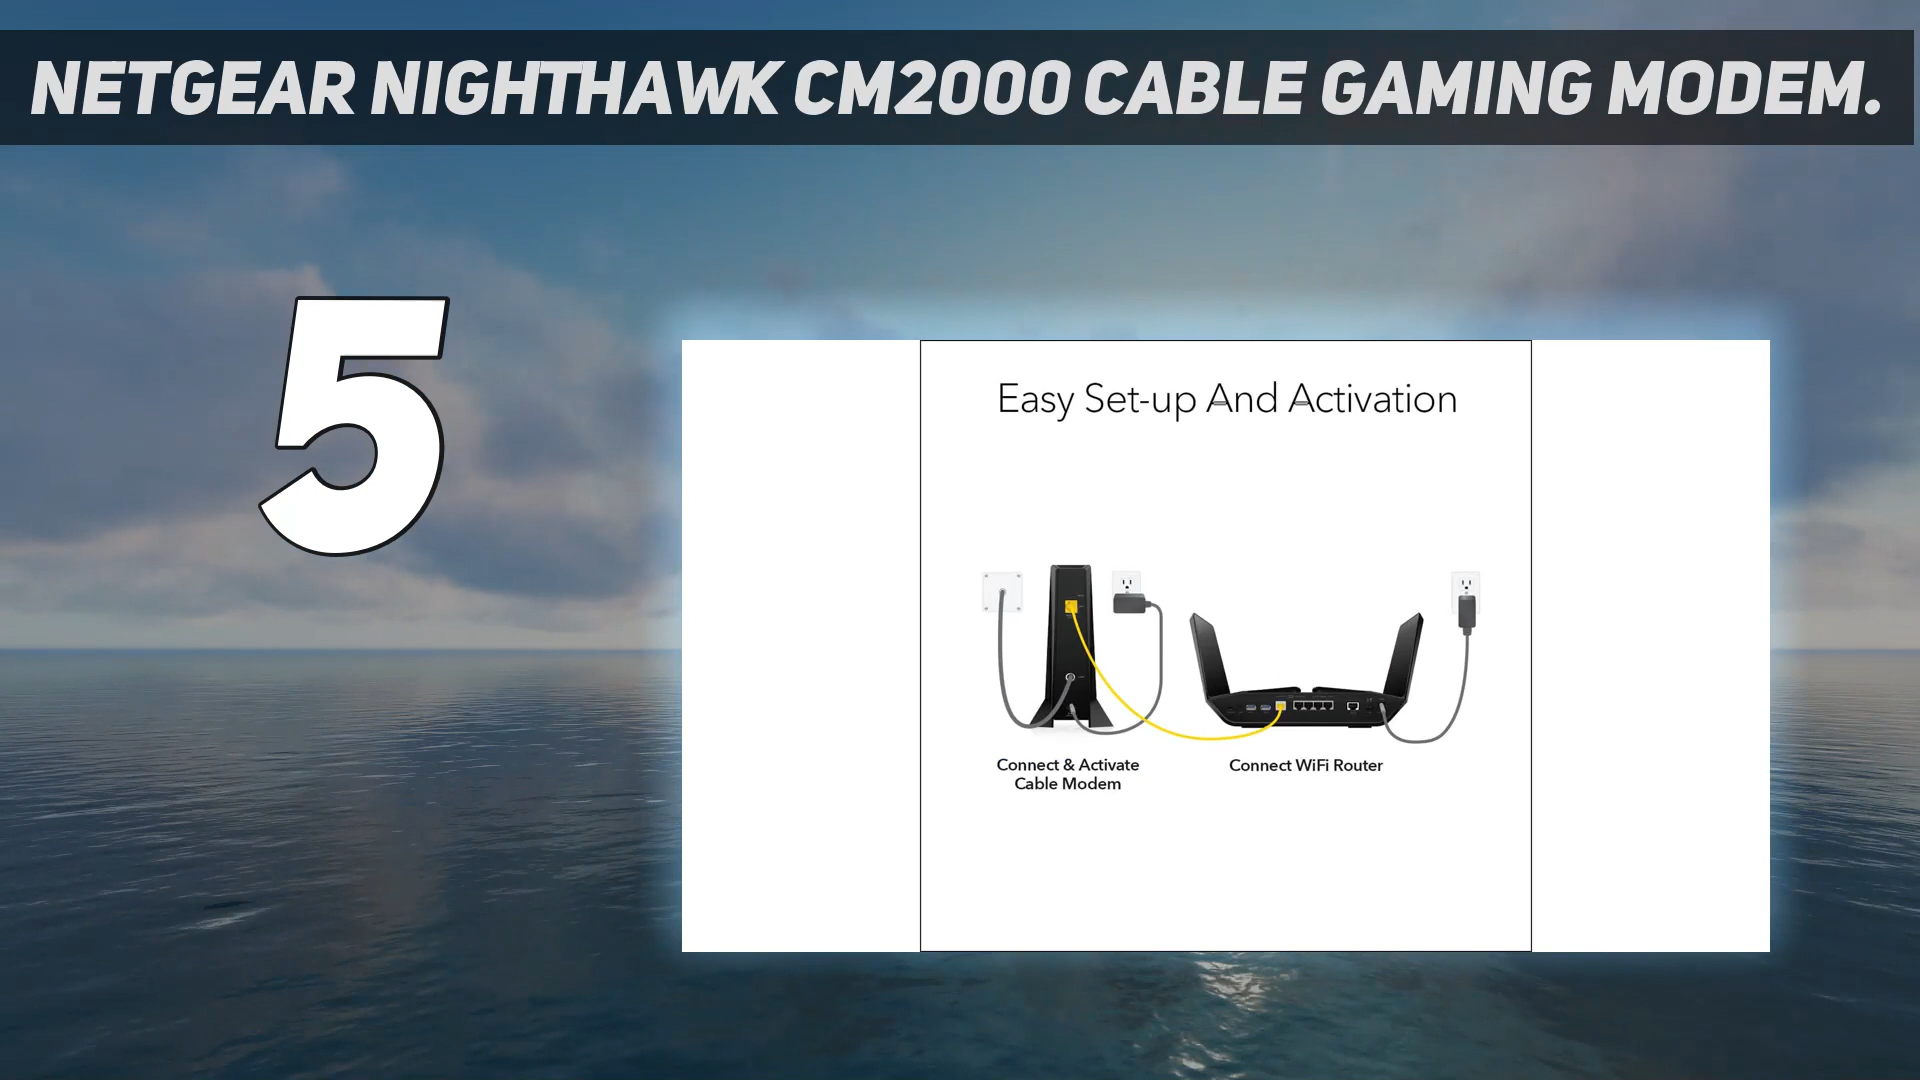 NETGEAR NIGHTHAWK CM2000 CABLE GAMING MODEM.
5
Easy Set-up And Activation
Connect & Activate
Cable Modem
Connect WiFi Router